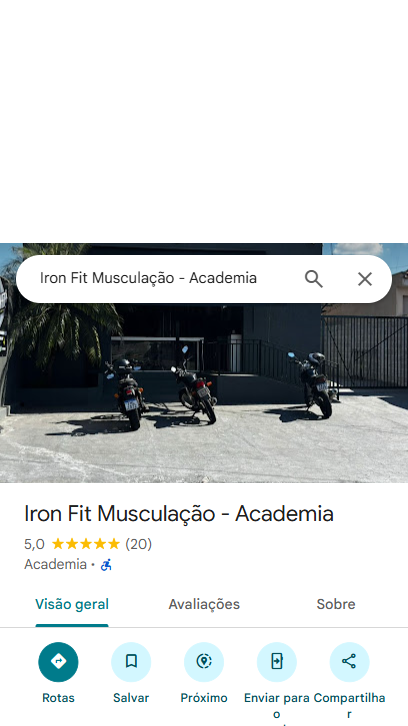 Iron Fit Musculação - Academia
Iron Fit Musculação - Academia
5,0 (20)
Academia ·
Visão geral Avaliações Sobre
Rotas Salvar Próximo Enviar para o Compartilhar